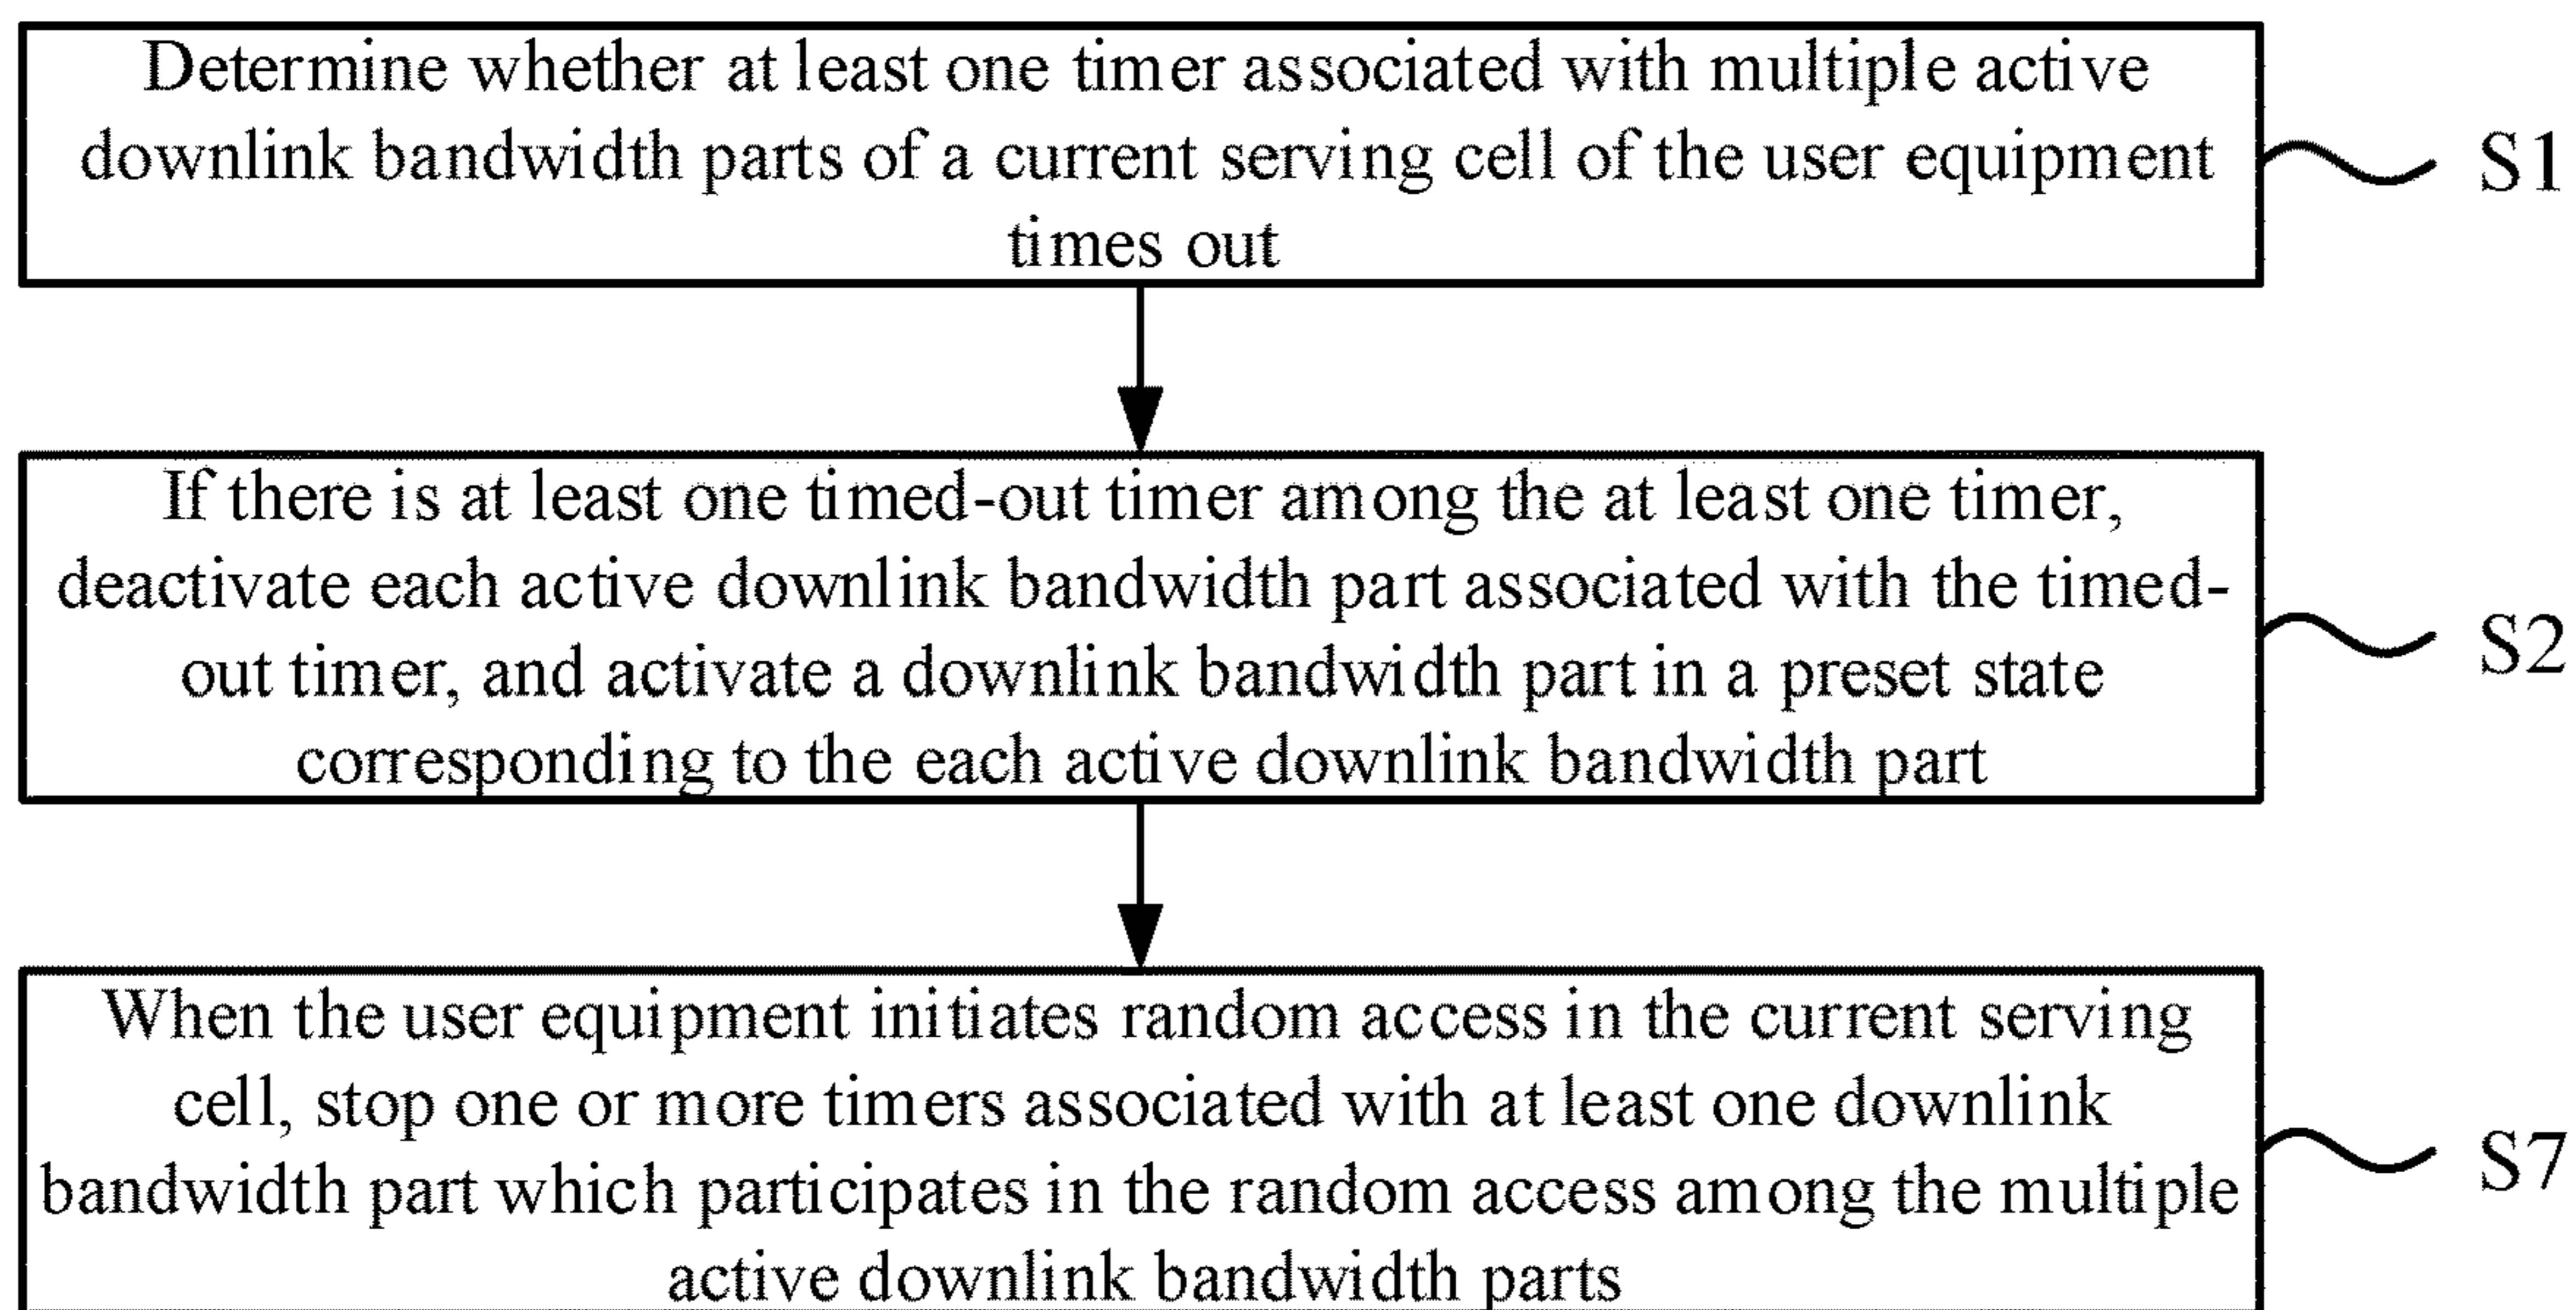 Determine whether at least one timer associated with multiple active
downlink bandwidth parts of a current serving cell of the user equipment
times out
S1
If there is at least one timed-out timer among the at least one timer,
deactivate each active downlink bandwidth part associated with the timed-
out timer, and activate a downlink bandwidth part in a preset state
corresponding to the each active downlink bandwidth part
S2
When the user equipment initiates random access in the current serving
cell, stop one or more timers associated with at least one downlink
bandwidth part which participates in the random access among the multiple
active downlink bandwidth parts
S7